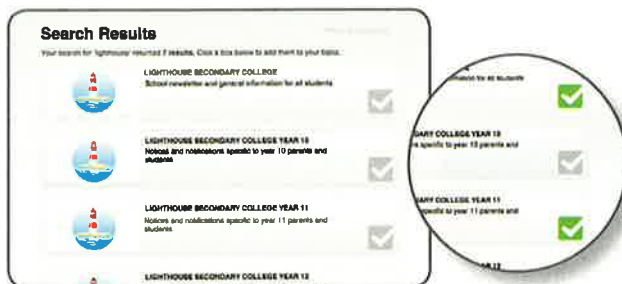 Search Results
Your search for 'lighthouse' returned 7 results. Click a box below to add them to your topics.
LIGHTHOUSE SECONDARY COLLEGE
School newsletter and general information for all students
LIGHTHOUSE SECONDARY COLLEGE YEAR 10
Notices and notifications specific to year 10 parents and
students
LIGHTHOUSE SECONDARY COLLEGE YEAR 11
Notices and notifications specific to year 11 parents and
students
LIGHTHOUSE SECONDARY COLLEGE YEAR 12
for all students
COLLEGE YEAR 10
specific to year 10 parents and
COLLEGE YEAR 11
to year 11 parents and